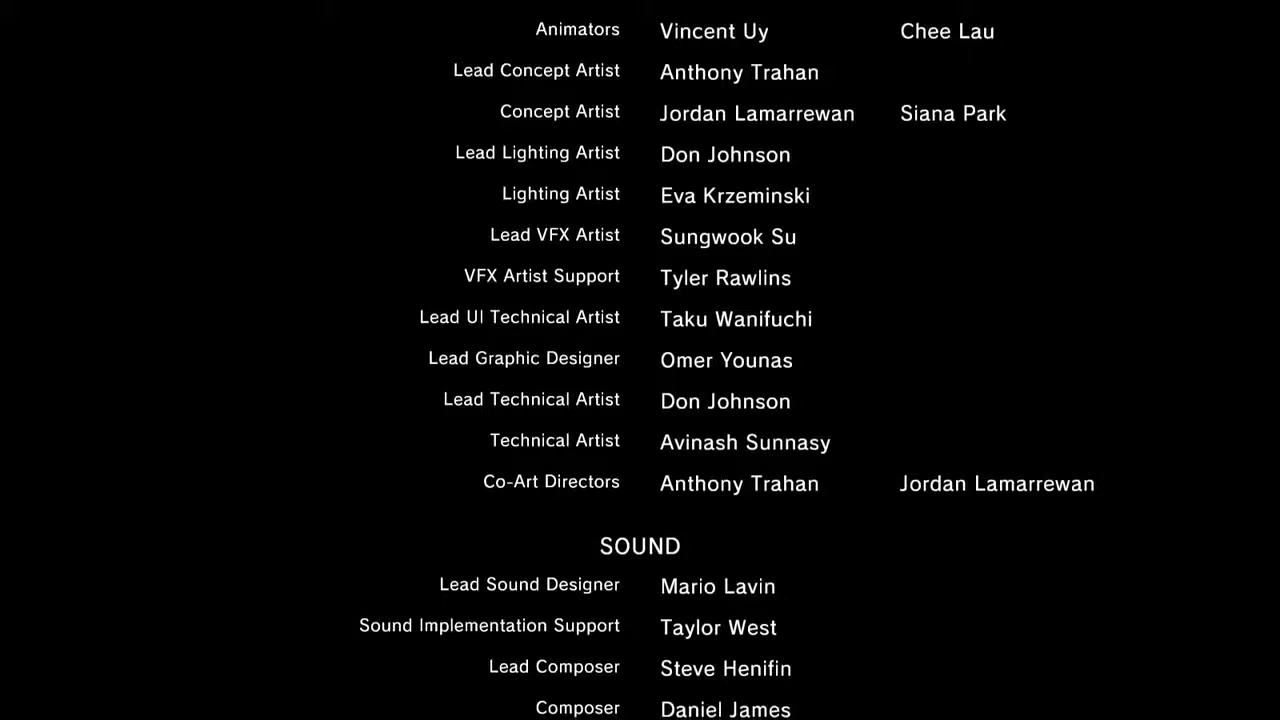 Animators Vincent Uy Chee Lau
Lead Concept Artist Anthony Trahan
Concept Artist Jordan Lamarrewan Siana Park
Lead Lighting Artist Don Johnson
Lighting Artist Eva Krzeminski
Lead VFX Artist Sungwook Su
VFX Artist Support Tyler Rawlins
Lead UI Technical Artist Taku Wanifuchi
Lead Graphic Designer Omer Younas
Lead Technical Artist Don Johnson
Technical Artist Avinash Sunnasy
Co-Art Directors Anthony Trahan Jordan Lamarrewan
SOUND
Lead Sound Designer Mario Lavin
Sound Implementation Support Taylor West
Lead Composer Steve Henifin
Composer Daniel James